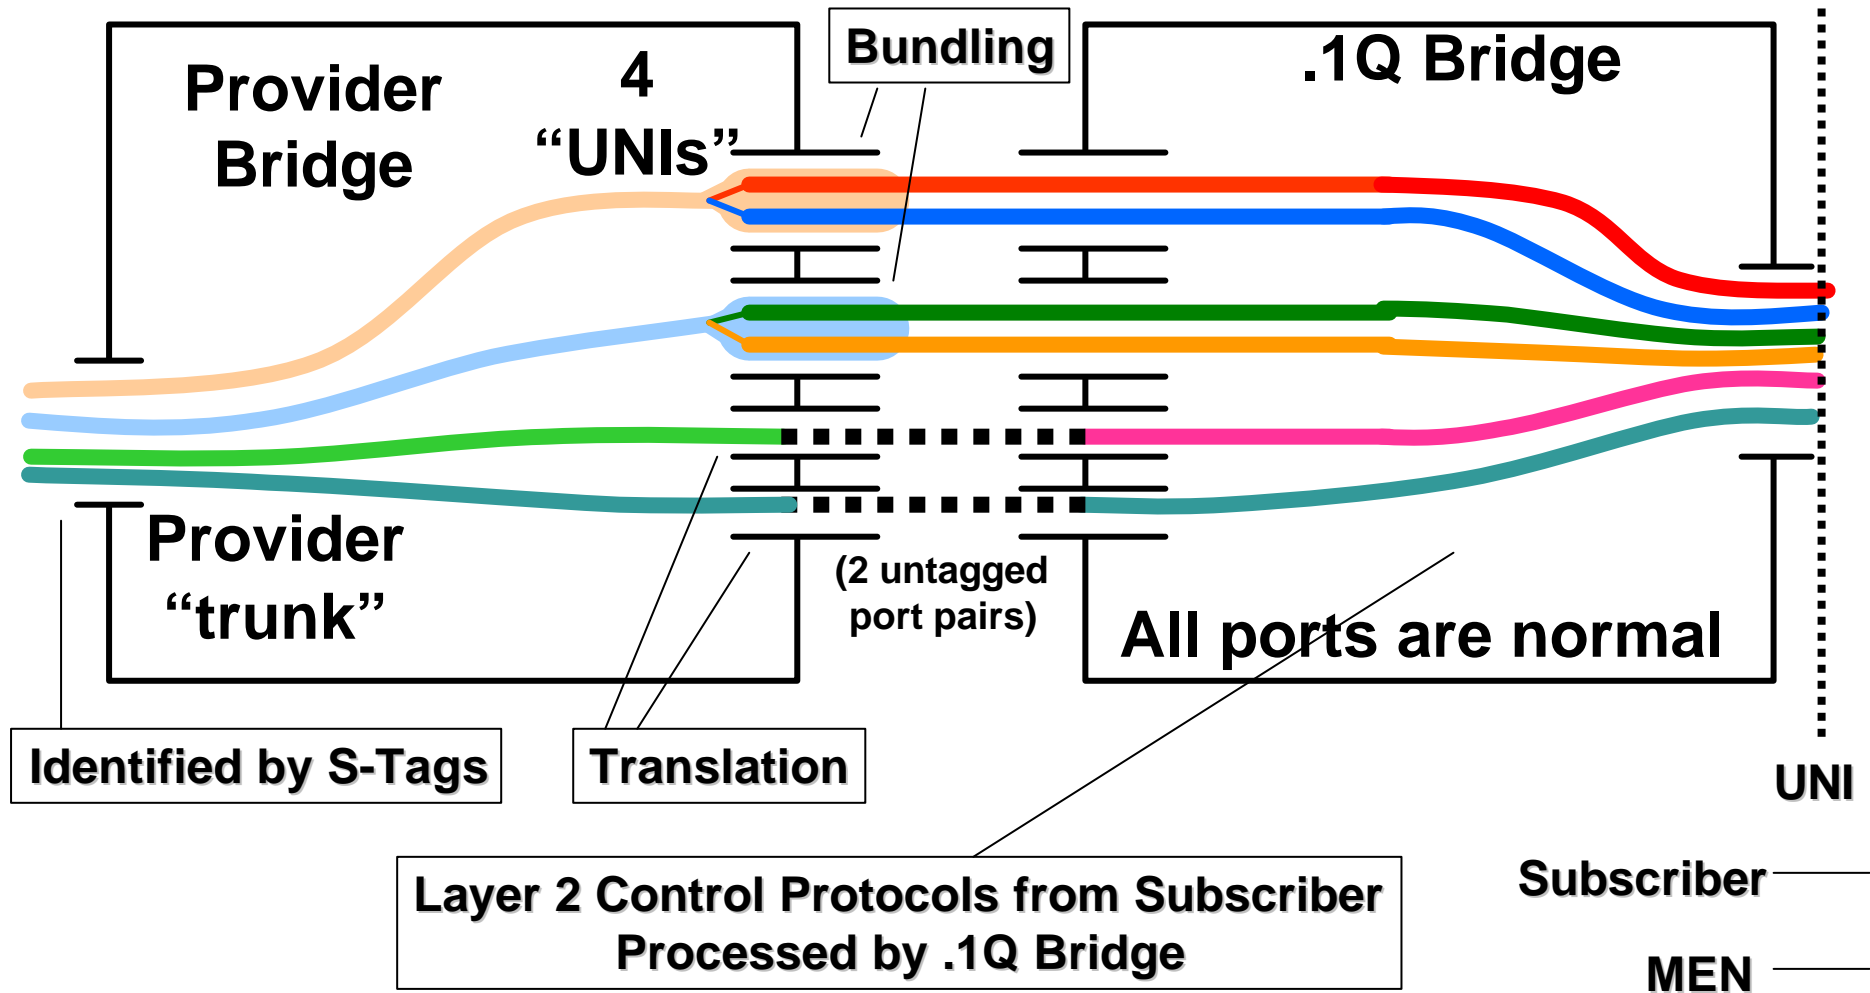 Provider
Bridge
4
“UNIs”
Bundling
.1Q Bridge
Provider
“trunk”
(2 untagged
port pairs)
All ports are normal
Identified by S-Tags
Translation
UNI
Layer 2 Control Protocols from Subscriber
Processed by .1Q Bridge
Subscriber
MEN